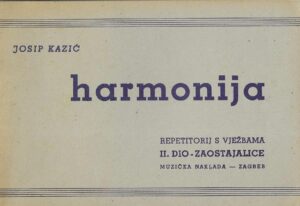 JOSIP KAZIĆ
harmonija
REPETITORIJ S VJEŽBAMA
II. DIO-ZAOSTAJALICE
MUZIČKA NAKLADA — ZAGREB